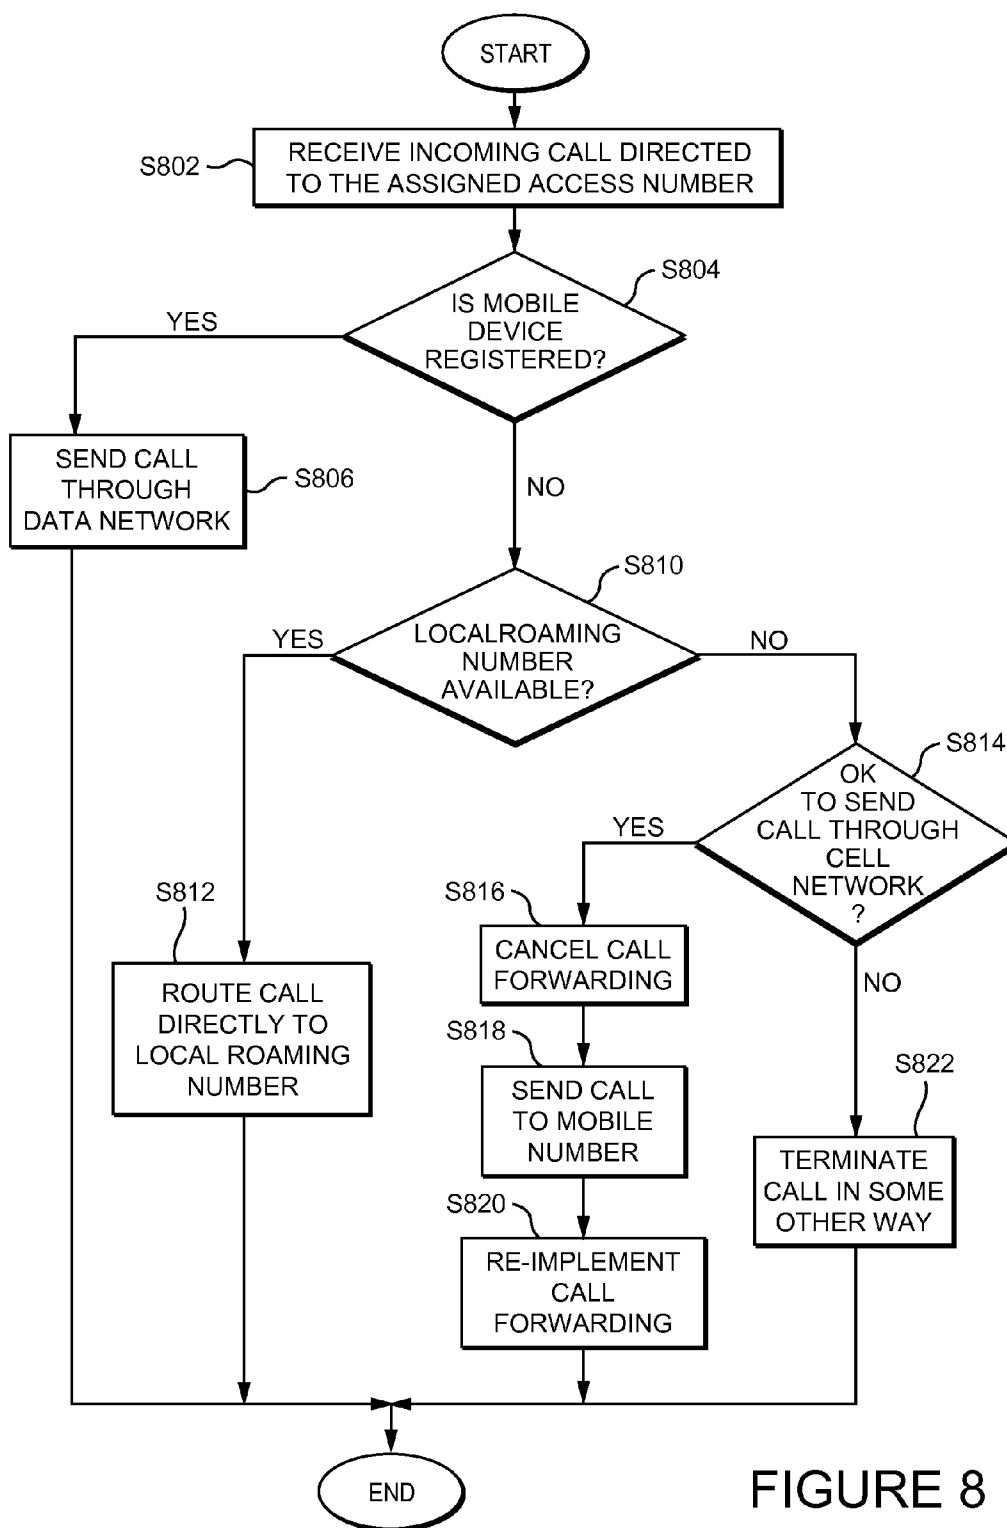 START
S802
RECEIVE INCOMING CALL DIRECTED
TO THE ASSIGNED ACCESS NUMBER
S804
IS MOBILE
DEVICE
REGISTERED?
YES
SEND CALL
THROUGH
DATA NETWORK
S806
NO
S810
LOCALROAMING
NUMBER
AVAILABLE?
YES
NO
S814
OK
TO SEND
CALL THROUGH
CELL
NETWORK
?
YES
NO
S812
ROUTE CALL
DIRECTLY TO
LOCAL ROAMING
NUMBER
S816
CANCEL CALL
FORWARDING
S818
SEND CALL
TO MOBILE
NUMBER
S820
RE-IMPLEMENT
CALL
FORWARDING
S822
TERMINATE
CALL IN SOME
OTHER WAY
END
FIGURE 8